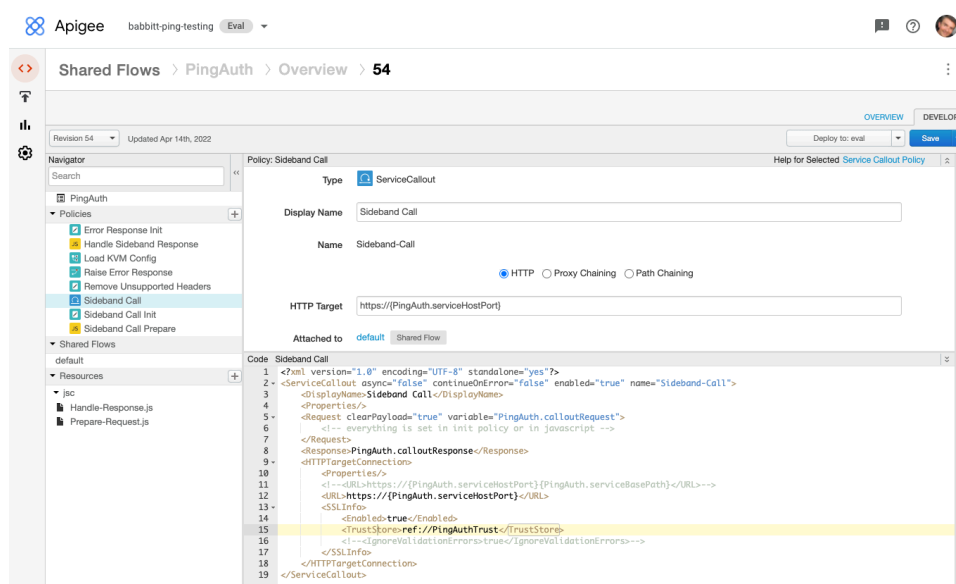 Apigee babbitt-ping-testing Eval
Shared Flows > PingAuth > Overview > 54
OVERVIEW DEVELOP
Revision 54 Updated Apr 14th, 2022 Deploy to: eval Save
Navigator
Search
PingAuth
Policies
Error Response Init
JS Handle Sideband Response
Load KVM Config
Raise Error Response
Remove Unsupported Headers
Sideband Call
Sideband Call Init
JS Sideband Call Prepare
Shared Flows
default
Resources
jsc
Handle-Response.js
Prepare-Request.js
Policy: Sideband Call Help for Selected Service Callout Policy
Type ServiceCallout
Display Name Sideband Call
Name Sideband-Call
HTTP Proxy Chaining Path Chaining
HTTP Target https://{PingAuth.serviceHostPort}
Attached to default Shared Flow
Code Sideband Call
1 <?xml version="1.0" encoding="UTF-8" standalone="yes"?>
2 <ServiceCallout async="false" continueOnError="false" enabled="true" name="Sideband-Call">
3 <DisplayName>Sideband Call</DisplayName>
4 <Properties/>
5 <Request clearPayload="true" variable="PingAuth.calloutRequest">
6 <!-- everything is set in init policy or in javascript -->
7 </Request>
8 <Response>PingAuth.calloutResponse</Response>
9 <HTTPTargetConnection>
10 <Properties/>
11 <!--<URL>https://{PingAuth.serviceHostPort}{PingAuth.serviceBasePath}</URL>-->
12 <URL>https://{PingAuth.serviceHostPort}</URL>
13 <SSLInfo>
14 <Enabled>true</Enabled>
15 <TrustStore>ref://PingAuthTrust</TrustStore>
16 <!--<IgnoreValidationErrors>true</IgnoreValidationErrors>-->
17 </SSLInfo>
18 </HTTPTargetConnection>
19 </ServiceCallout>